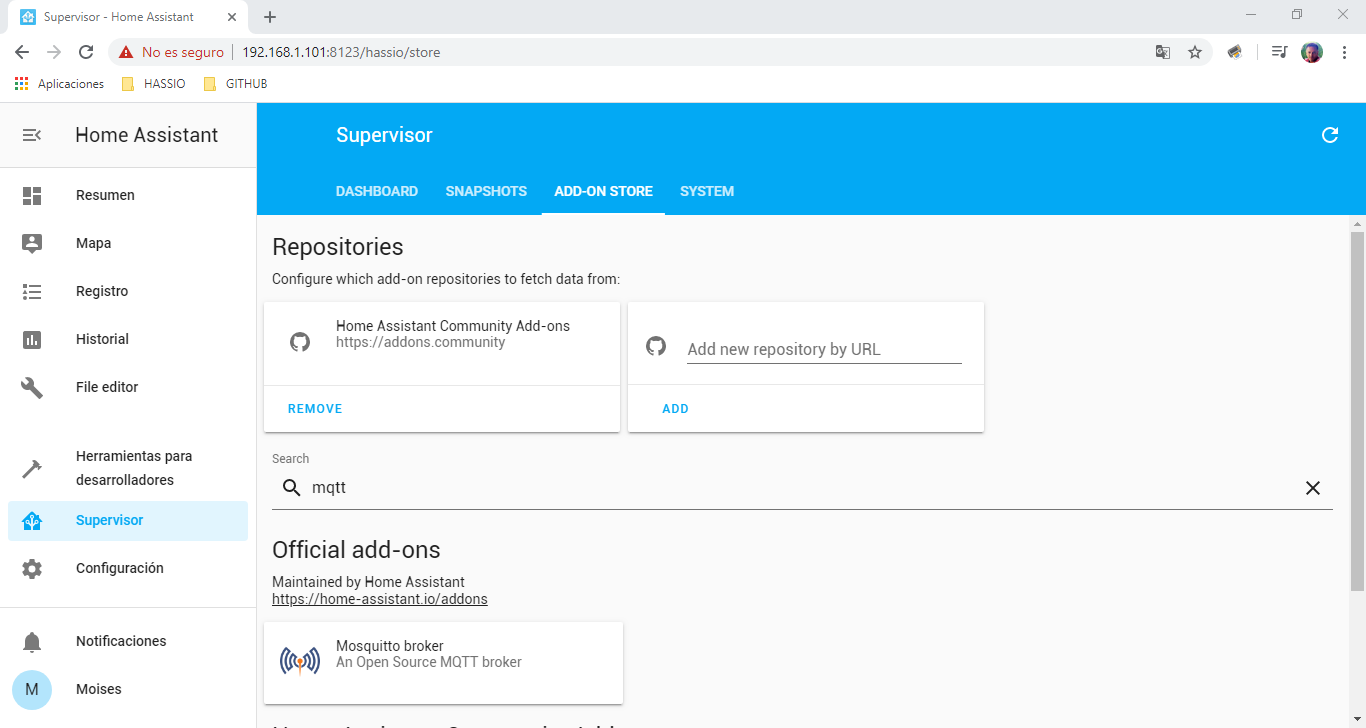 Supervisor - Home Assistant
No es seguro
192.168.1.101:8123/hassio/store
Aplicaciones
HASSIO
GITHUB
Home Assistant
Supervisor
DASHBOARD
SNAPSHOTS
ADD-ON STORE
SYSTEM
Resumen
Mapa
Registro
Historial
File editor
Herramientas para
desarrolladores
Supervisor
Configuración
Notificaciones
M
Moises
Repositories
Configure which add-on repositories to fetch data from:
Home Assistant Community Add-ons
https://addons.community
REMOVE
Add new repository by URL
ADD
Search
mqtt
Official add-ons
Maintained by Home Assistant
https://home-assistant.io/addons
Mosquitto broker
An Open Source MQTT broker